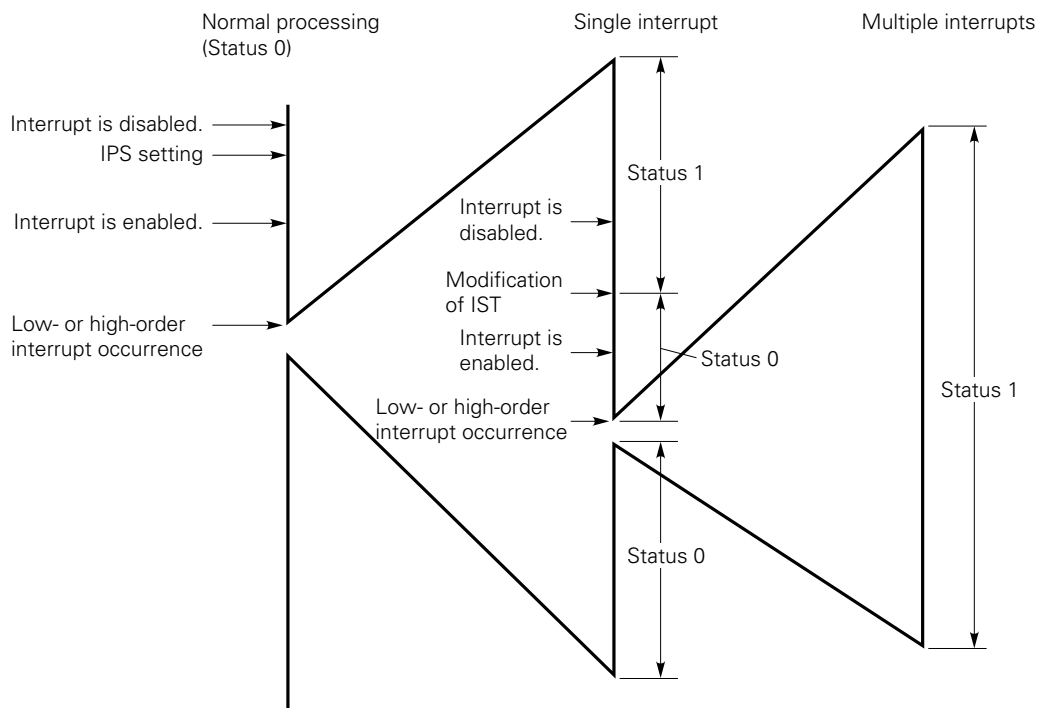 Normal processing
(Status 0)
Single interrupt
Multiple interrupts
Interrupt is disabled.
IPS setting
Interrupt is enabled.
Low- or high-order
interrupt occurrence
Status 1
Interrupt is
disabled.
Modification
of IST
Interrupt is
enabled.
Status 0
Low- or high-order
interrupt occurrence
Status 1
Status 0